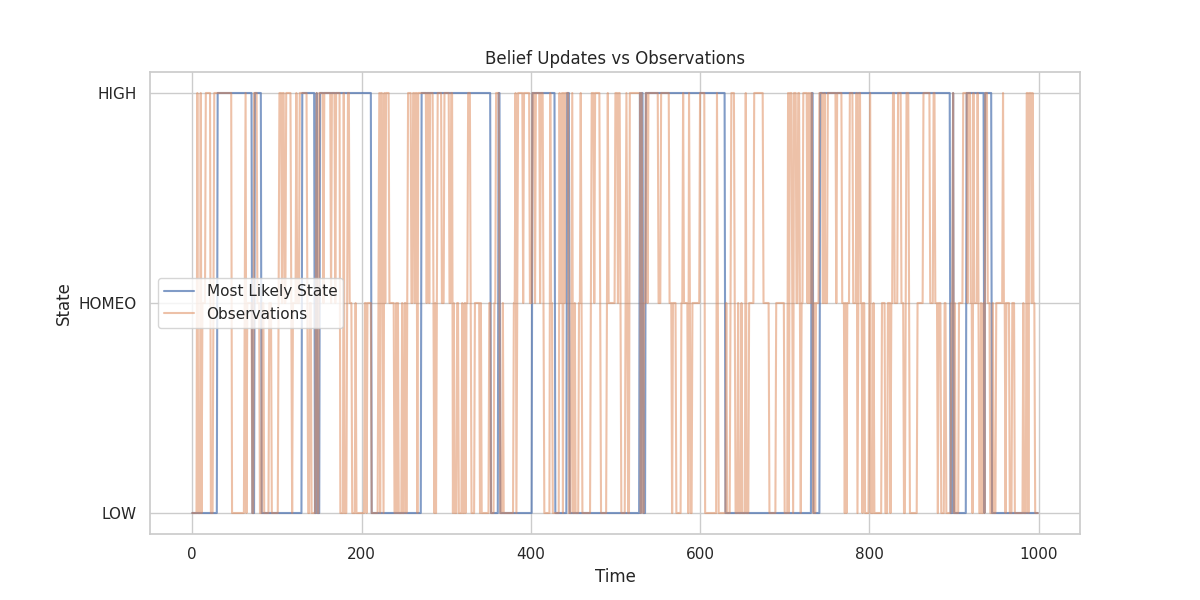 Belief Updates vs Observations
HIGH
HOMEO
LOW
State
Most Likely State
Observations
0 200 400 600 800 1000
Time